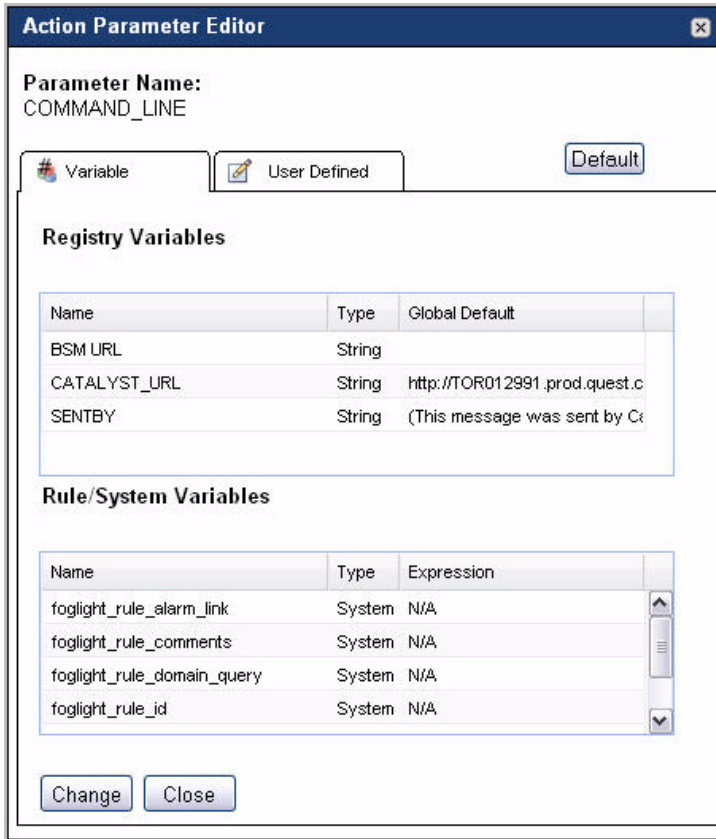 Action Parameter Editor
Parameter Name:
COMMAND_LINE
Variable
User Defined
Default
Registry Variables
Name Type Global Default
BSM URL String
CATALYST_URL String http://TOR012991.prod.quest.c
SENTBY String (This message was sent by Ca
Rule/System Variables
Name Type Expression
foglight_rule_alarm_link System N/A
foglight_rule_comments System N/A
foglight_rule_domain_query System N/A
foglight_rule_id System N/A
Change Close